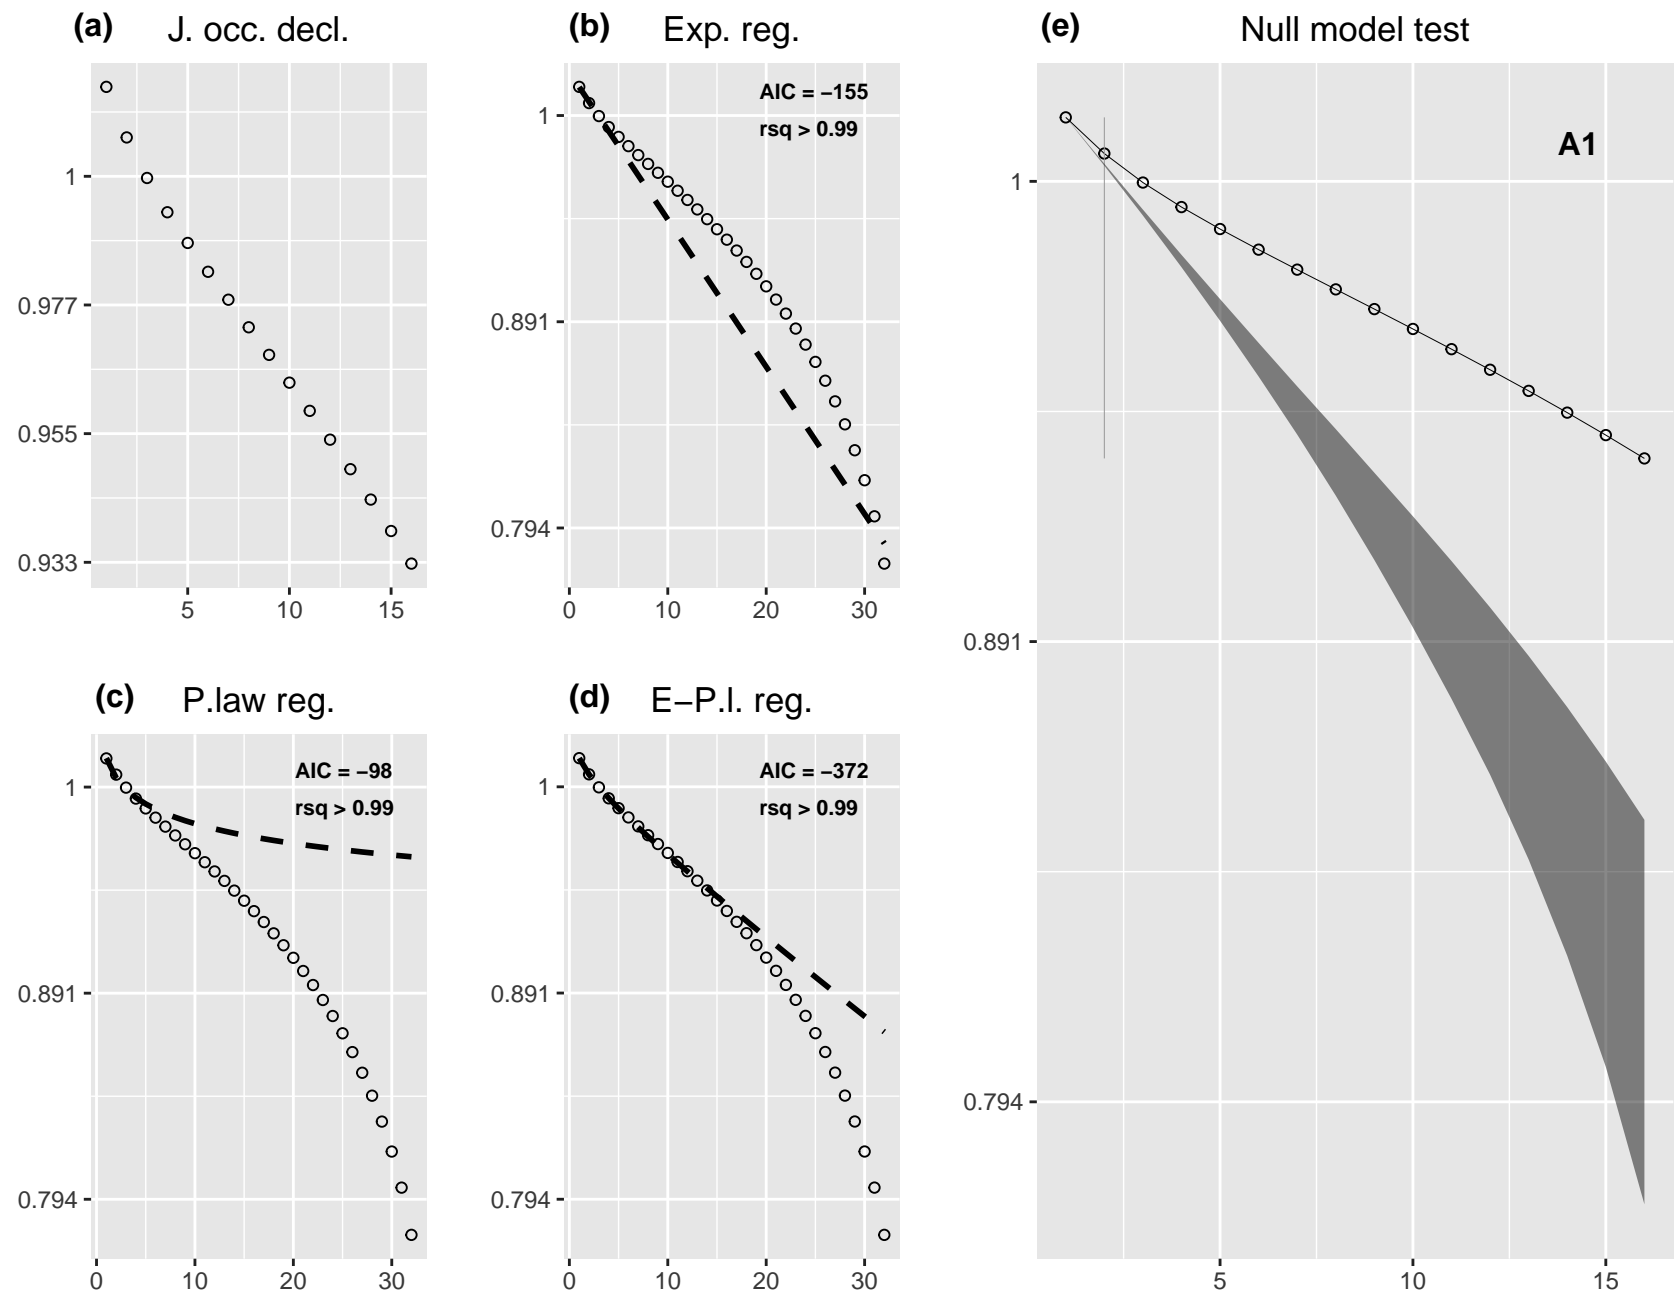 (a) J. occ. decl.
1
0.977
0.955
0.933
5 10 15
(b) Exp. reg.
AIC = −155
rsq > 0.99
1
0.891
0.794
0 10 20 30
(c) P.law reg.
AIC = −98
rsq > 0.99
1
0.891
0.794
0 10 20 30
(d) E−P.l. reg.
AIC = −372
rsq > 0.99
1
0.891
0.794
0 10 20 30
(e) Null model test
A1
1
0.891
0.794
5 10 15